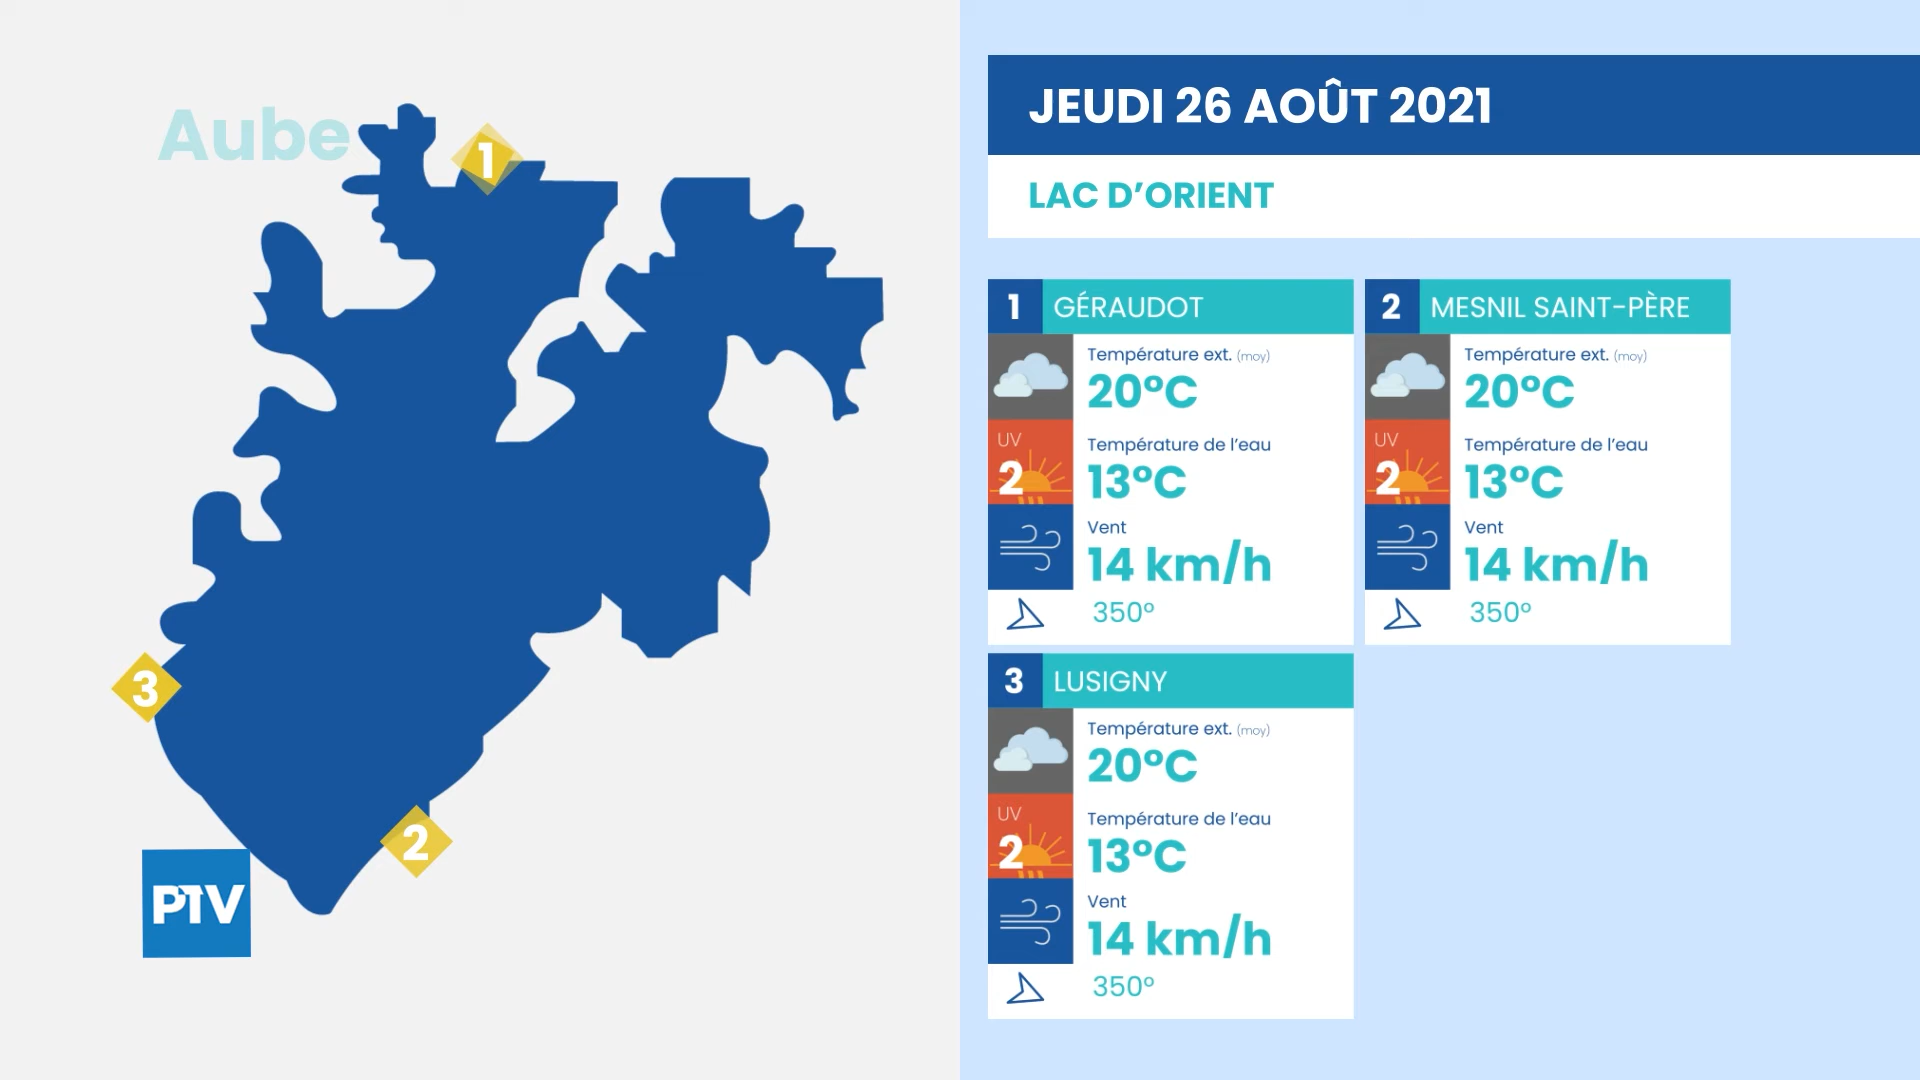 Aube
1
3
2
PTV
JEUDI 26 AOÛT 2021
LAC D’ORIENT
1 GÉRAUDOT
Température ext. (moy)
20°C
UV
2
Température de l’eau
13°C
Vent
14 km/h
350°
2 MESNIL SAINT-PÈRE
Température ext. (moy)
20°C
UV
2
Température de l’eau
13°C
Vent
14 km/h
350°
3 LUSIGNY
Température ext. (moy)
20°C
UV
2
Température de l’eau
13°C
Vent
14 km/h
350°